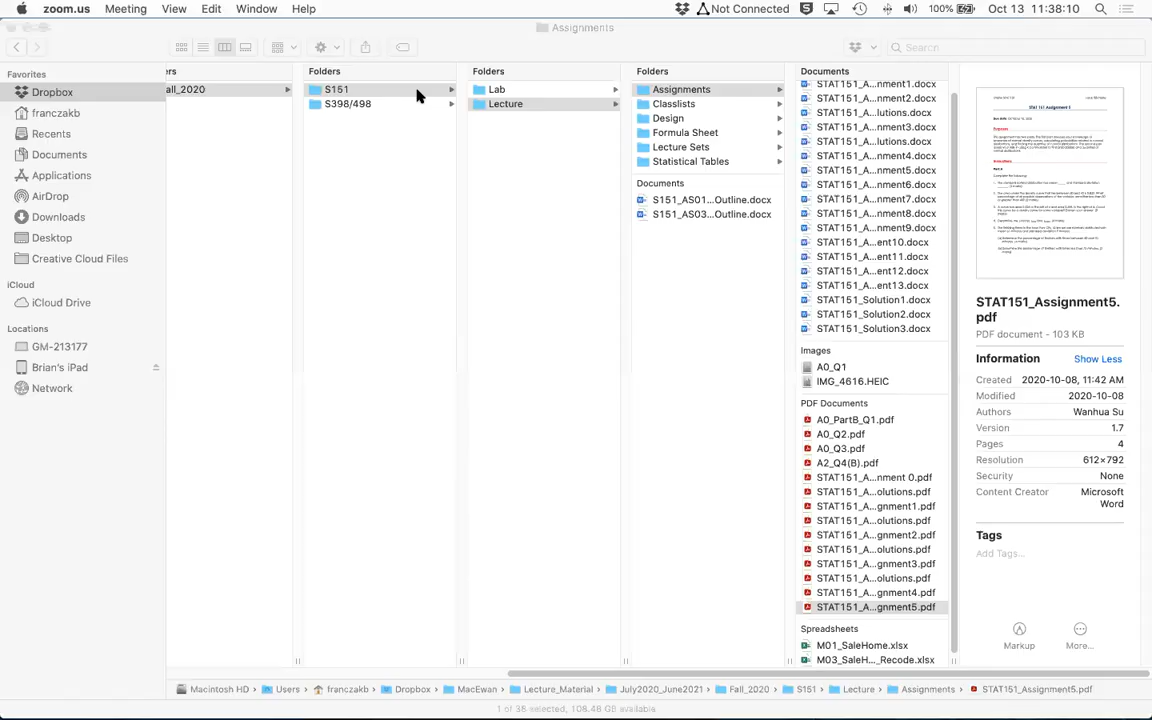 zoom.us Meeting View Edit Window Help Not Connected 100% Oct 13 11:38:10
Assignments
Search
Favorites
Dropbox
franczakb
Recents
Documents
Applications
AirDrop
Downloads
Desktop
Creative Cloud Files
iCloud
iCloud Drive
Locations
GM-213177
Brian's iPad
Network
ers
all_2020
Folders
S151
S398/498
Folders
Lab
Lecture
Folders
Assignments
Classlists
Design
Formula Sheet
Lecture Sets
Statistical Tables
Documents
S151_AS01...Outline.docx
S151_AS03...Outline.docx
Documents
STAT151_A...nment1.docx
STAT151_A...nment2.docx
STAT151_A...lutions.docx
STAT151_A...nment3.docx
STAT151_A...lutions.docx
STAT151_A...nment4.docx
STAT151_A...nment5.docx
STAT151_A...nment6.docx
STAT151_A...nment7.docx
STAT151_A...nment8.docx
STAT151_A...nment9.docx
STAT151_A...ent10.docx
STAT151_A...ent11.docx
STAT151_A...ent12.docx
STAT151_A...ent13.docx
STAT151_Solution1.docx
STAT151_Solution2.docx
STAT151_Solution3.docx
Images
A0_Q1
IMG_4616.HEIC
PDF Documents
A0_PartB_Q1.pdf
A0_Q2.pdf
A0_Q3.pdf
A2_Q4(B).pdf
STAT151_A...nment 0.pdf
STAT151_A...olutions.pdf
STAT151_A...gnment1.pdf
STAT151_A...olutions.pdf
STAT151_A...gnment2.pdf
STAT151_A...olutions.pdf
STAT151_A...gnment3.pdf
STAT151_A...olutions.pdf
STAT151_A...gnment4.pdf
STAT151_A...gnment5.pdf
Spreadsheets
M01_SaleHome.xlsx
M03_SaleH..._Recode.xlsx
STAT 151 Assignment 5
STAT151_Assignment5.
pdf
PDF document - 103 KB
Information Show Less
Created 2020-10-08, 11:42 AM
Modified 2020-10-08
Authors Wanhua Su
Version 1.7
Pages 4
Resolution 612×792
Security None
Content Creator Microsoft
Word
Tags
Add Tags...
Markup More...
Macintosh HD › Users › franczakb › Dropbox › MacEwan › Lecture_Material › July2020_June2021 › Fall_2020 › S151 › Lecture › Assignments › STAT151_Assignment5.pdf
1 of 38 selected, 108.48 GB available